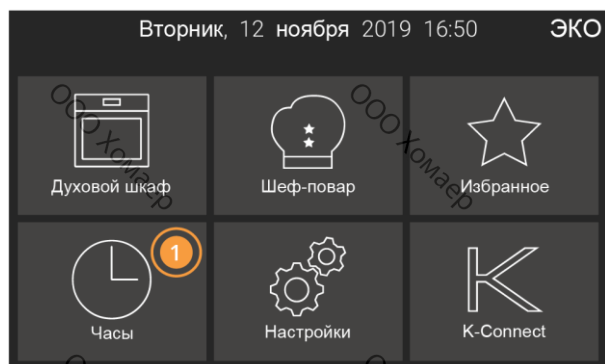 Вторник, 12 ноября 2019 16:50 ЭКО
Духовой шкаф Шеф-повар Избранное
1
Часы Настройки K-Connect
ООО Хомаер
ООО Хомаер